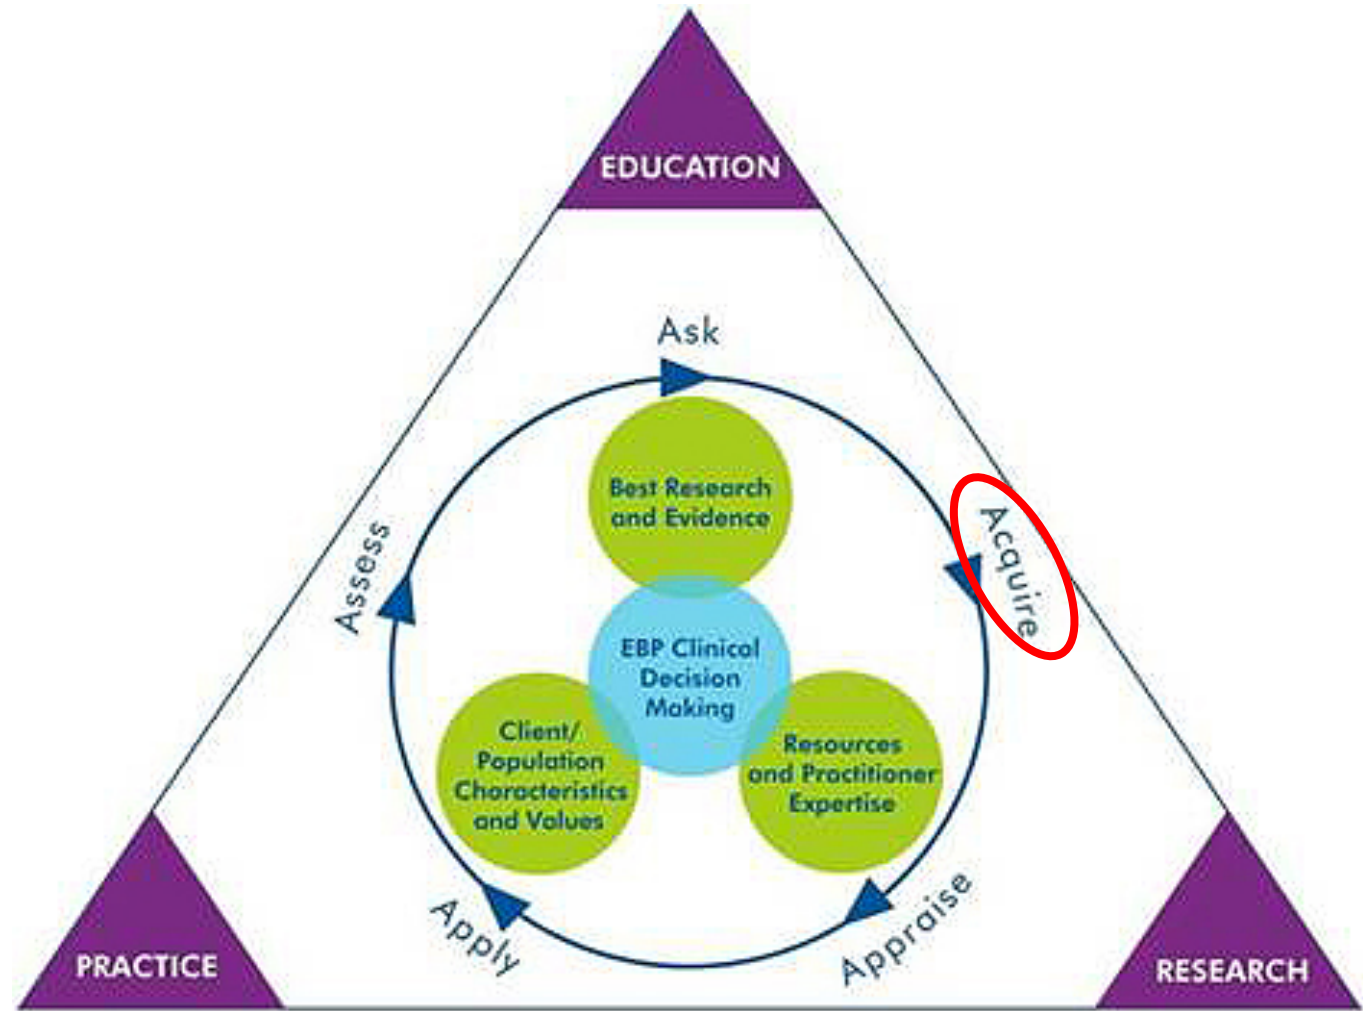 EDUCATION
Ask
Acquire
Assess
Best Research
and Evidence
EBP Clinical
Decision
Making
Client/
Population
Characteristics
and Values
Resources
and Practitioner
Expertise
Apply
Appraise
PRACTICE
RESEARCH